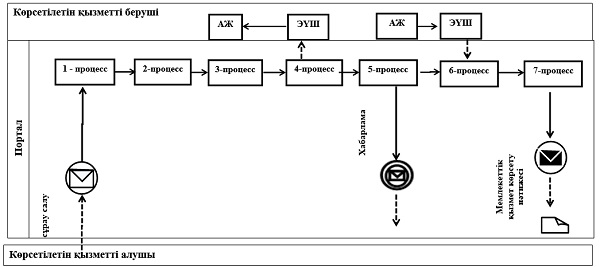 Көрсетілетін қызметті беруші
АЖ
ЭҮШ
АЖ
ЭҮШ
Портал
1 - процесс
2-процесс
3-процесс
4-процесс
5-процесс
6-процесс
7-процесс
сұрау салу
Хабарлама
Мемлекеттік
қызмет көрсету
нәтижесі
Көрсетілетін қызметті алушы